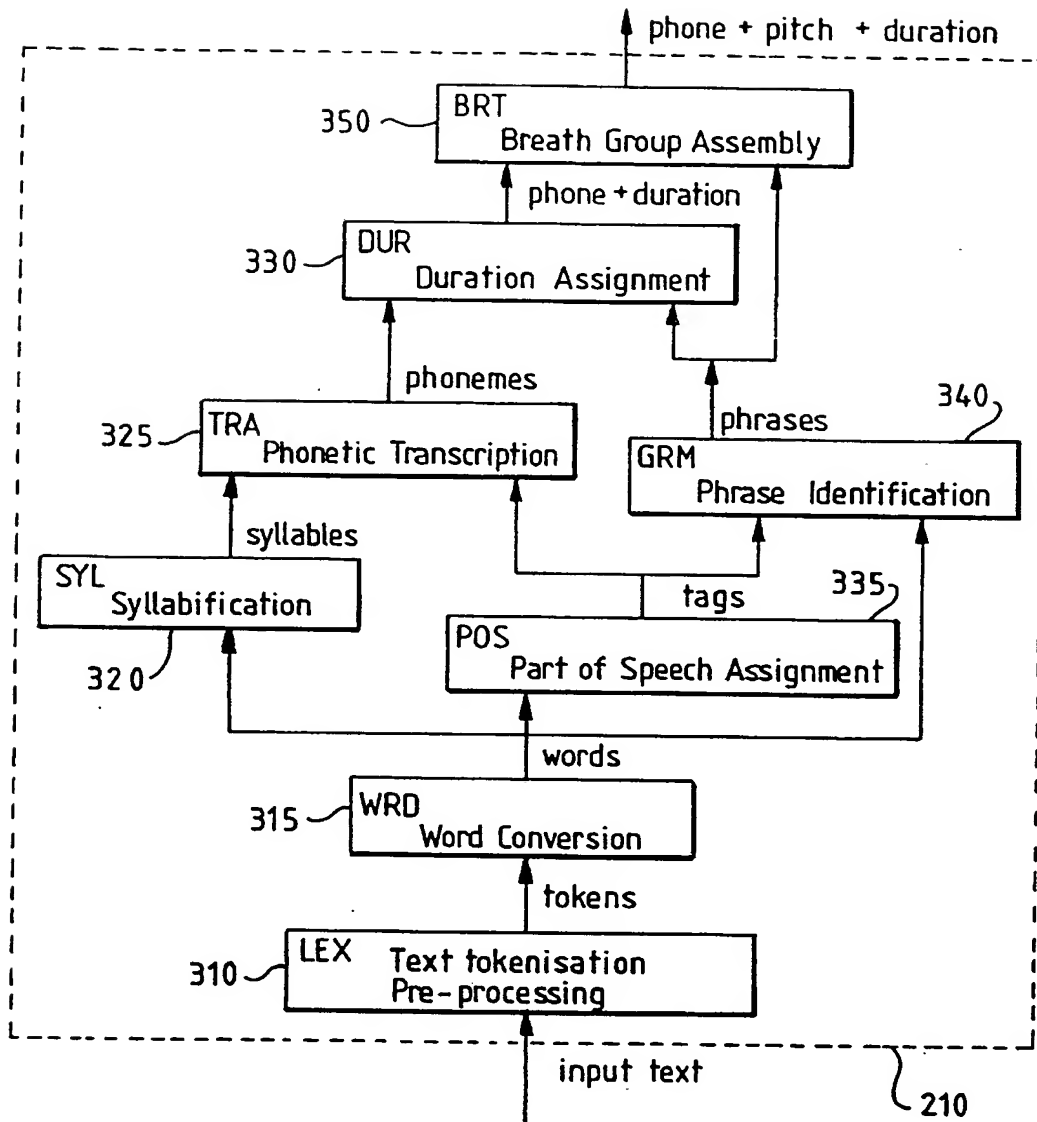 phone + pitch + duration
350
BRT
Breath Group Assembly
phone + duration
330
DUR
Duration Assignment
phonemes
phrases
340
325
TRA
Phonetic Transcription
GRM
Phrase Identification
syllables
SYL
Syllabification
320
tags
335
POS
Part of Speech Assignment
words
315
WRD
Word Conversion
tokens
310
LEX Text tokenisation
Pre-processing
input text
210